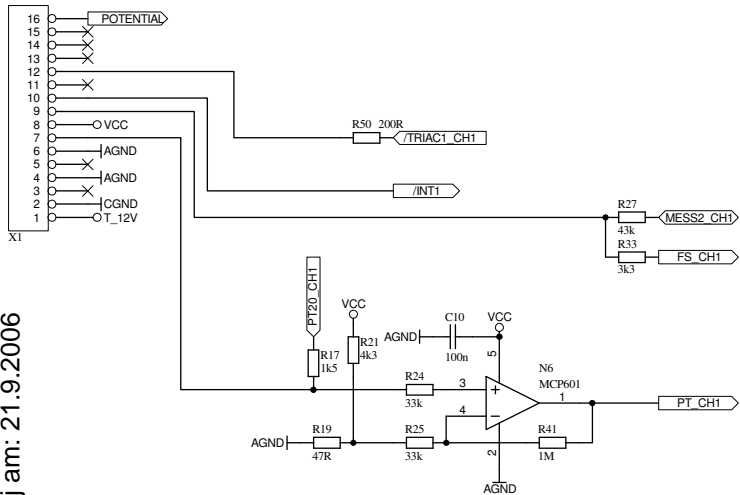 16 POTENTIAL
15
14
13
12
11
10
9
8 VCC
7
6 AGND
5
4 AGND
3
2 CGND
1 T_12V
X1
R50 200R
/TRIAC1_CH1
/INT1
R27
43k
MESS2_CH1
R33
3k3
FS_CH1
PT20_CH1
R17
1k5
VCC
R21
4k3
AGND
C10
100n
VCC
5
N6
MCP601
R24
33k
3
+
1
PT_CH1
4
-
AGND
R19
47R
R25
33k
2
R41
1M
AGND
j am: 21.9.2006